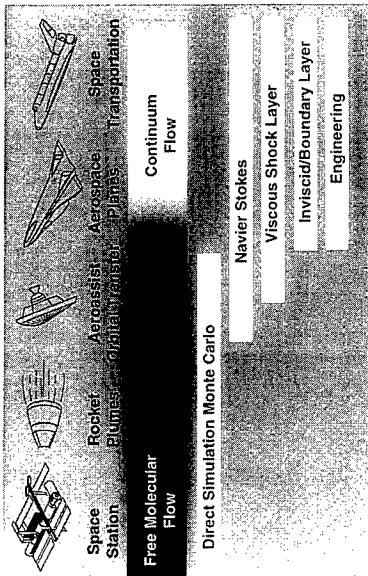 Space
Station
Rocket
Plumes
Aeroassist
Orbital Transfer
Aerospace
Planes
Space
Transportation
Free Molecular
Flow
Continuum
Flow
Direct Simulation Monte Carlo
Navier Stokes
Viscous Shock Layer
Inviscid/Boundary Layer
Engineering